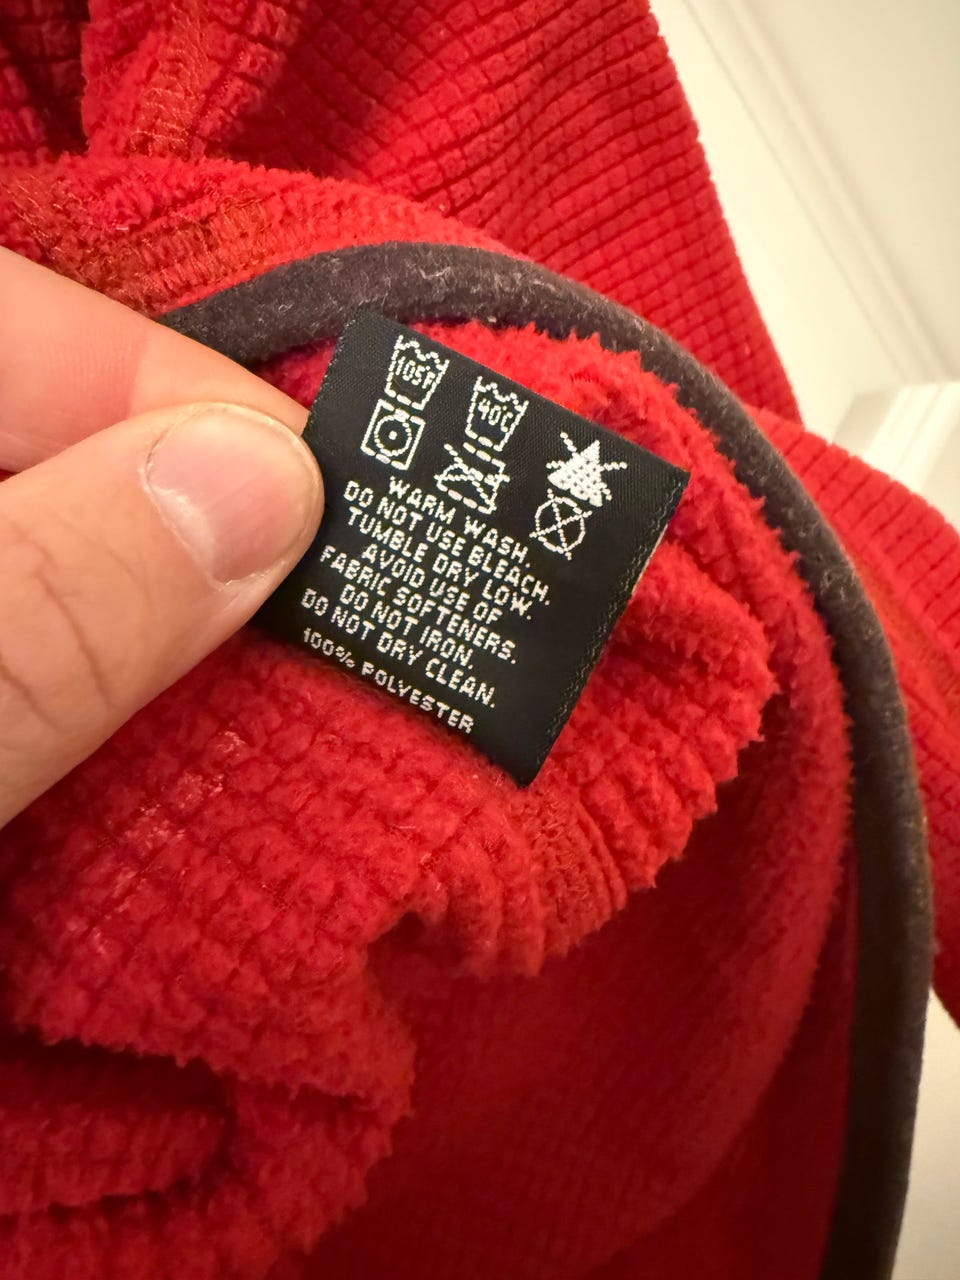 105F
40C
WARM WASH.
DO NOT USE BLEACH.
TUMBLE DRY LOW.
AVOID USE OF
FABRIC SOFTENERS.
DO NOT IRON.
DO NOT DRY CLEAN.
100% POLYESTER